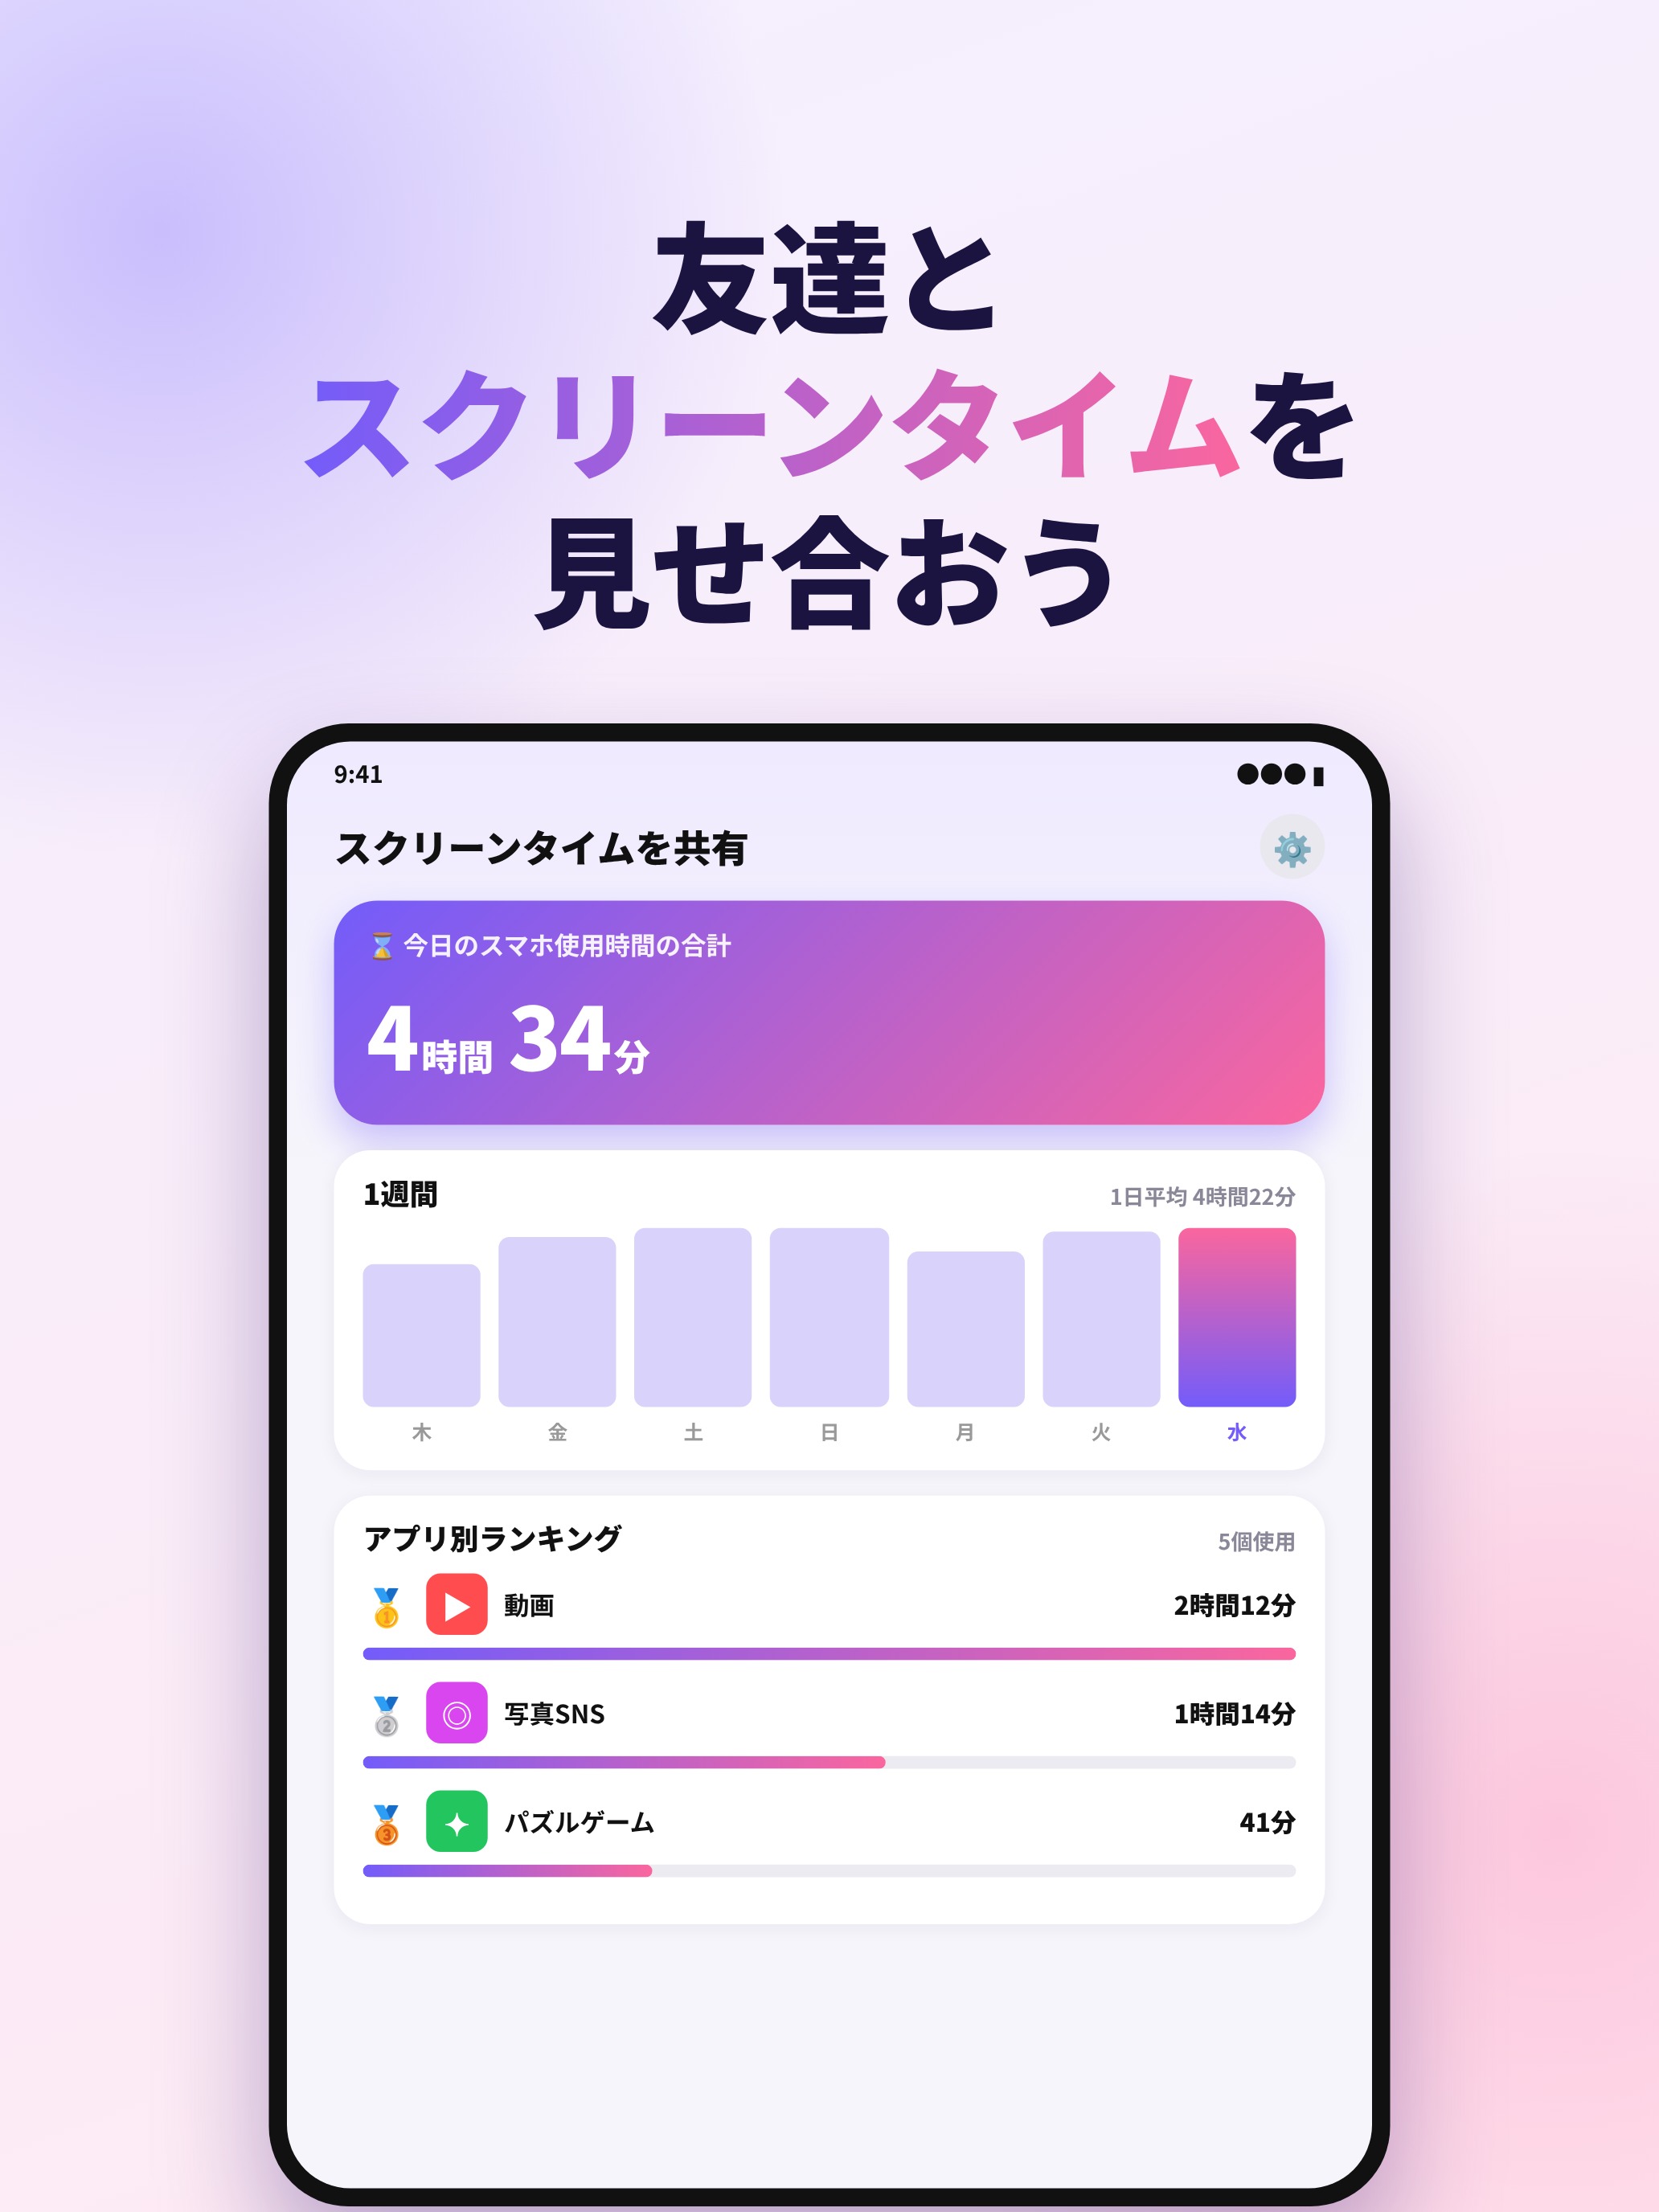 友達と
スクリーンタイムを
見せ合おう
9:41
スクリーンタイムを共有
今日のスマホ使用時間の合計
4時間 34分
1週間
1日平均 4時間22分
木 金 土 日 月 火 水
アプリ別ランキング
5個使用
1 動画 2時間12分
2 写真SNS 1時間14分
3 パズルゲーム 41分